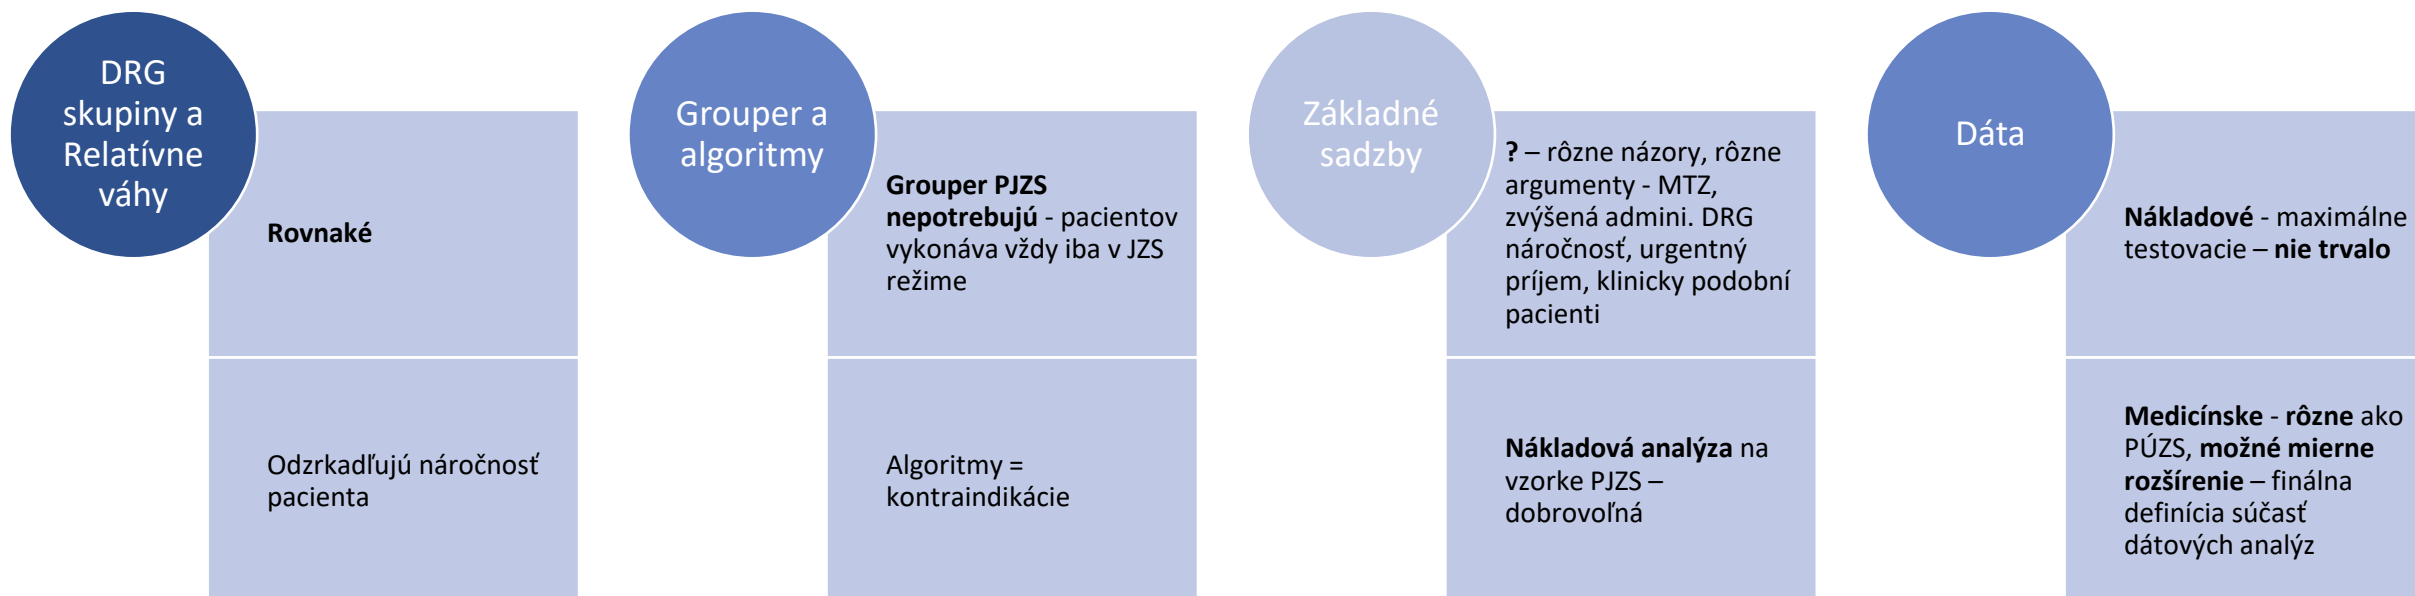 DRG
skupiny a
Relatívne
váhy
Rovnaké
Odzrkadľujú náročnosť
pacienta
Grouper a
algoritmy
Grouper PJZS
nepotrebujú - pacientov
vykonáva vždy iba v JZS
režime
Algoritmy =
kontraindikácie
Základné
sadzby
? – rôzne názory, rôzne
argumenty - MTZ,
zvýšená admini. DRG
náročnosť, urgentný
príjem, klinicky podobní
pacienti
Nákladová analýza na
vzorke PJZS –
dobrovoľná
Dáta
Nákladové - maximálne
testovacie – nie trvalo
Medicínske - rôzne ako
PÚZS, možné mierne
rozšírenie – finálna
definícia súčasť
dátových analýz